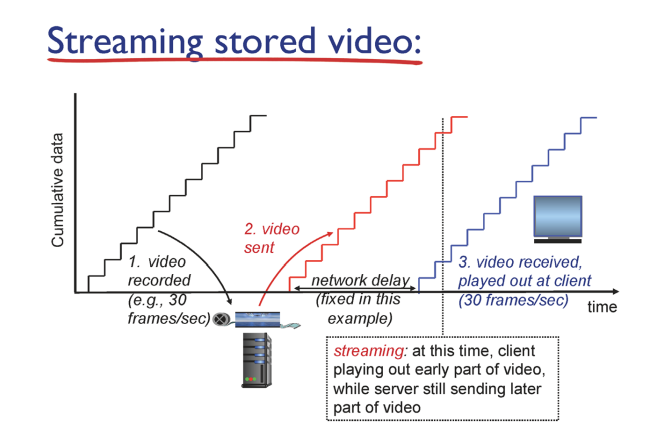 Streaming stored video:
Cumulative data
1. video
recorded
(e.g., 30
frames/sec)
2. video
sent
network delay
(fixed in this
example)
3. video received,
played out at client
(30 frames/sec)
time
streaming: at this time, client
playing out early part of video,
while server still sending later
part of video